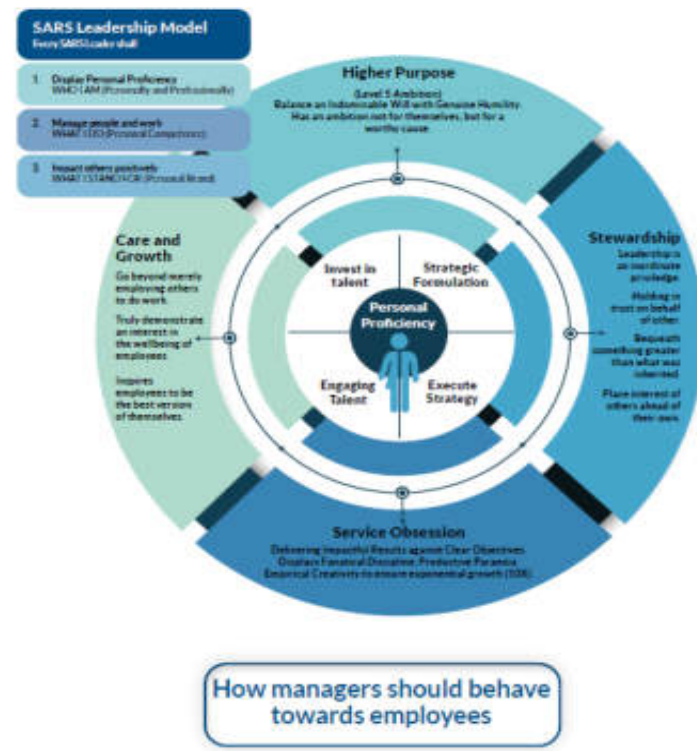 SARS Leadership Model
Every SARS Leader shall
1. Display Personal Proficiency
WHO I AM (Personally and Professionally)
2. Manage people and work
WHAT I DO (Personal Competence)
3. Impact others positively
WHAT I STAND FOR (Personal Brand)
Higher Purpose
(Level 5 Ambition)
Balance an Indominable Will with Genuine Humility.
Has an ambition not for themselves, but for a
worthy cause
Care and
Growth
Go beyond merely
employing others
to do work.
Truly demonstrate
an interest in
the wellbeing of
employees.
Inspires
employees to be
the best version
of themselves.
Invest in
talent
Strategic
Formulation
Personal
Proficiency
Engaging
Talent
Execute
Strategy
Stewardship
Leadership is
an inordinate
privilege.
Holding in
trust on behalf
of other.
Bequeath
something greater
than what was
inherited.
Place interest of
others ahead of
their own.
Service Obsession
Delivering Impactful Results against Clear Objectives
Displays Fanatical Discipline, Productive Paranoia
Empirical Creativity to ensure exponential growth (10X)
How managers should behave
towards employees